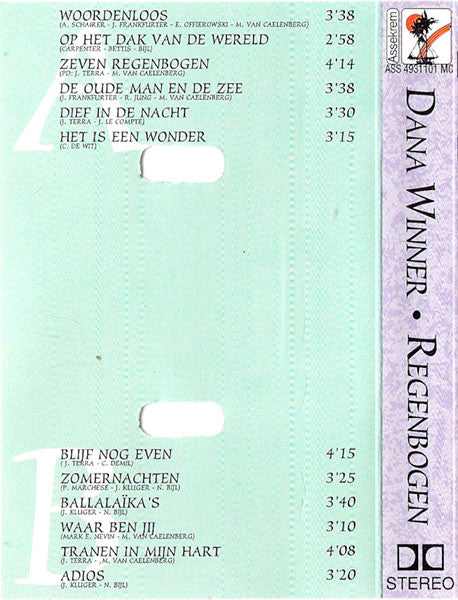 WOORDENLOOS 3'38
(A. SCHAIRER - J. FRANKFURTER - E. OFFIEROWSKI - M. VAN CAELENBERG)
OP HET DAK VAN DE WERELD 2'58
(CARPENTER - BETTIS - BIJL)
ZEVEN REGENBOGEN 4'14
(PD: J. TERRA - M. VAN CAELENBERG)
DE OUDE MAN EN DE ZEE 3'38
(J. FRANKFURTER - R. JUNG - M. VAN CAELENBERG)
DIEF IN DE NACHT 3'30
(J. TERRA - J. LE COMPTE)
HET IS EEN WONDER 3'15
(C. DE WIT)
1
BLIJF NOG EVEN 4'15
( J. TERRA - C. DEMIL)
ZOMERNACHTEN 3'25
(P. MARCHESE - J. KLUGER - N. BIJL)
BALLALAÏKA'S 3'40
(J. KLUGER - N. BIJL)
WAAR BEN JIJ 3'10
(MARK E. NEVIN - M. VAN CAELENBERG)
TRANEN IN MIJN HART 4'08
(J. TERRA - ,M. VAN CAELENBERG)
ADIOS 3'20
(J. KLUGER - N. BIJL)
Assekrem
ASS 4931101 MC
DANA WINNER • REGENBOGEN
STEREO